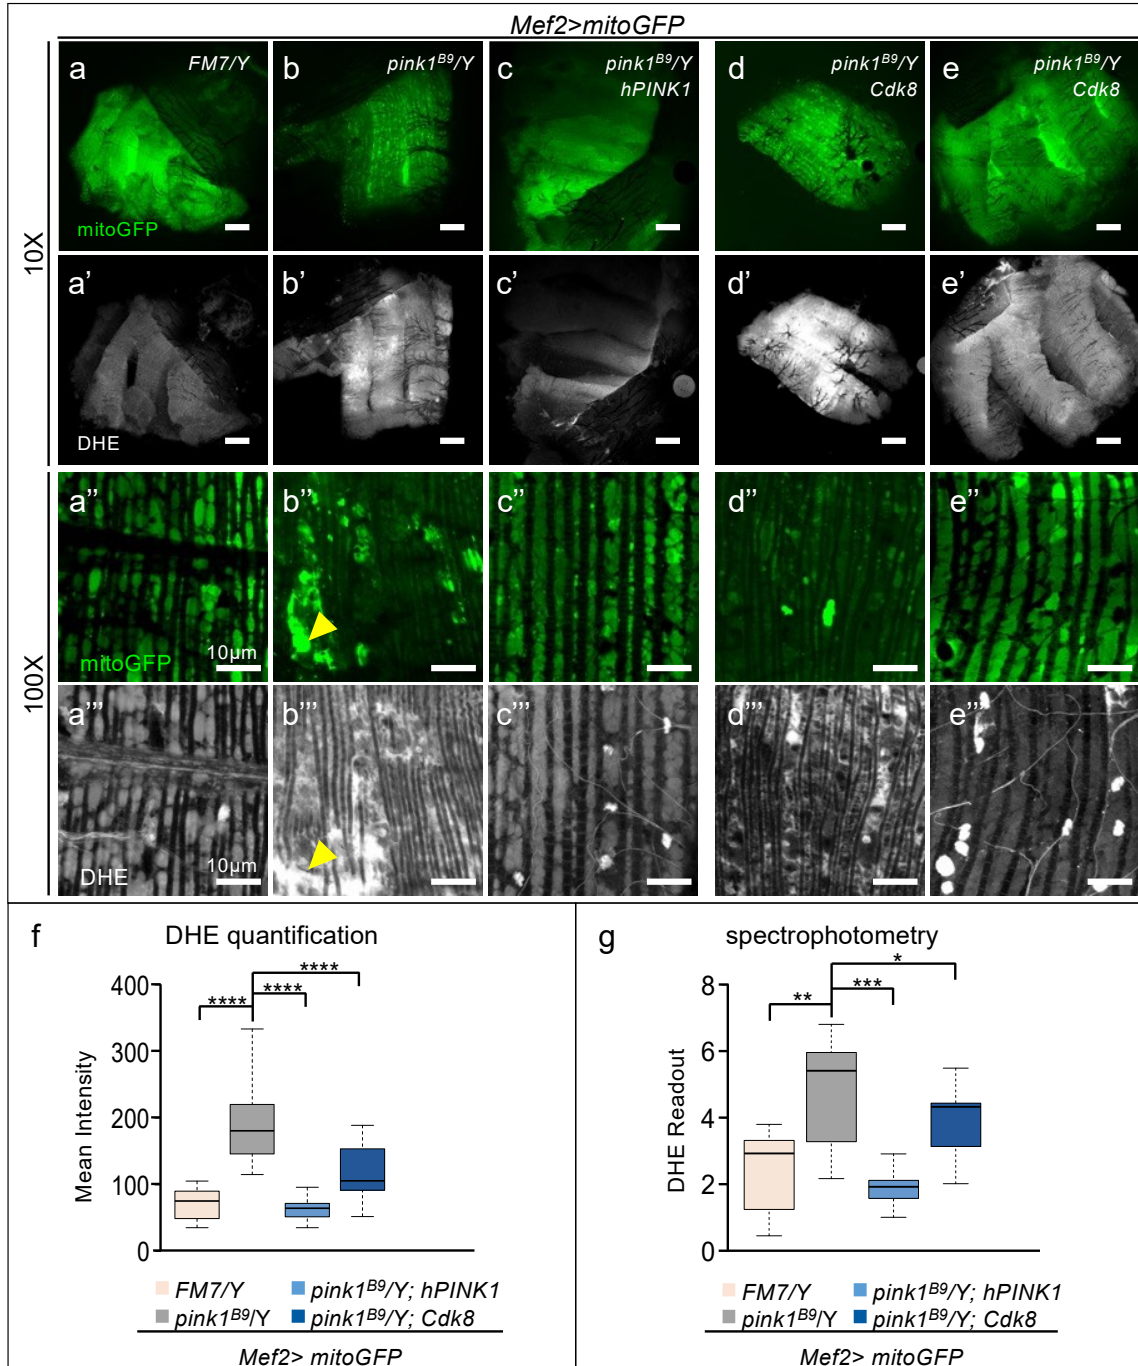 Mef2>mitoGFP
a FM7/Y b pink1ᴮ⁹/Y c pink1ᴮ⁹/Y d pink1ᴮ⁹/Y e pink1ᴮ⁹/Y
hPINK1 Cdk8 Cdk8
mitoGFP
10X
a' b' c' d' e'
DHE
a'' b'' c'' d'' e''
mitoGFP 10µm
100X
a''' b''' c''' d''' e'''
DHE 10µm
f DHE quantification
**** **** ****
400
300
200
100
0
Mean Intensity
FM7/Y pink1ᴮ⁹/Y; hPINK1
pink1ᴮ⁹/Y pink1ᴮ⁹/Y; Cdk8
Mef2> mitoGFP
g spectrophotometry
** *** *
8
6
4
2
0
DHE Readout
FM7/Y pink1ᴮ⁹/Y; hPINK1
pink1ᴮ⁹/Y pink1ᴮ⁹/Y; Cdk8
Mef2> mitoGFP